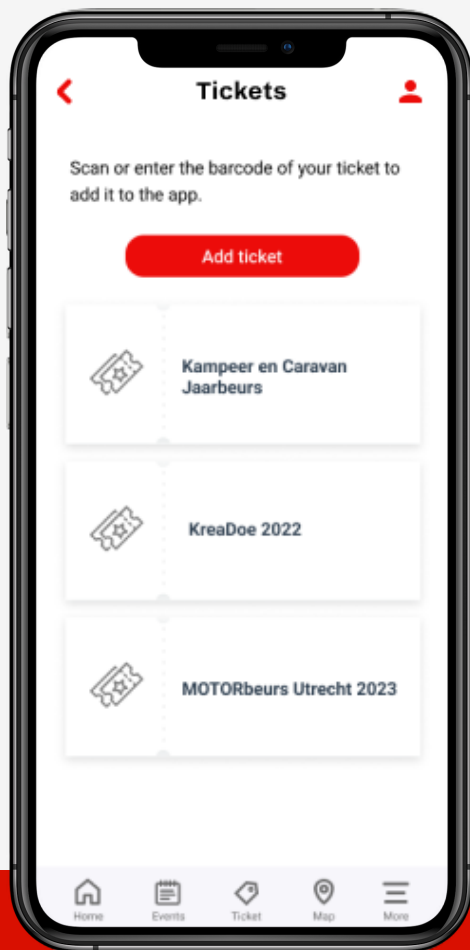 Tickets
Scan or enter the barcode of your ticket to
add it to the app.
Add ticket
Kampeer en Caravan
Jaarbeurs
KreaDoe 2022
MOTORbeurs Utrecht 2023
Home Events Ticket Map More